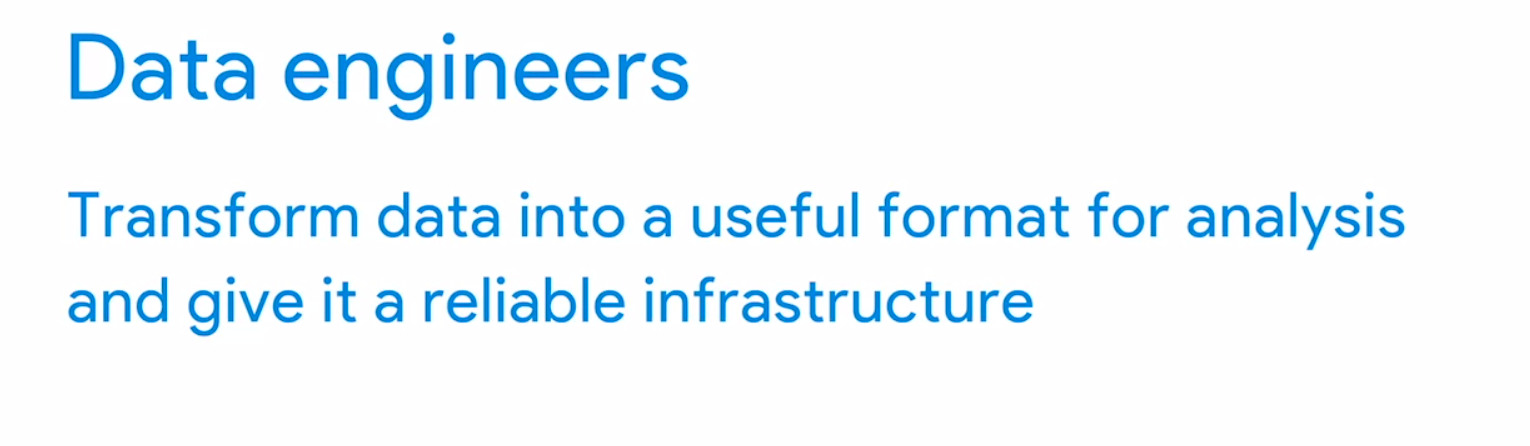 Data engineers
Transform data into a useful format for analysis
and give it a reliable infrastructure